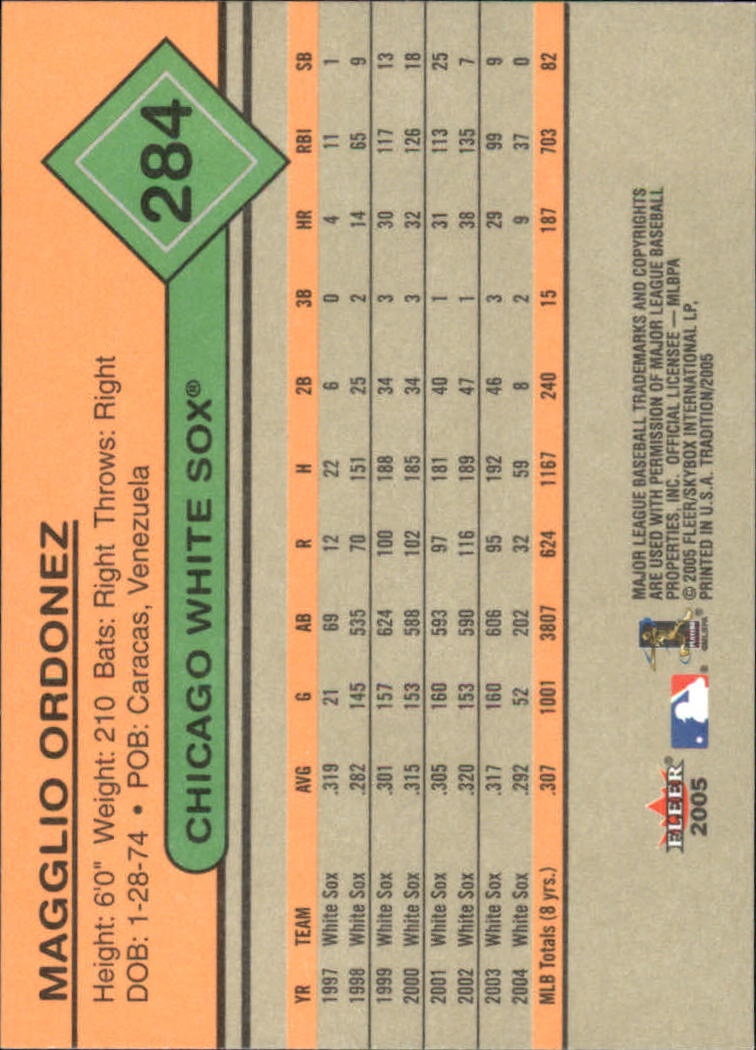 MAGGLIO ORDONEZ
Height: 6'0" Weight: 210 Bats: Right Throws: Right
DOB: 1-28-74 • POB: Caracas, Venezuela
284
CHICAGO WHITE SOX®
YR TEAM AVG G AB R H 2B 3B HR RBI SB
1997 White Sox .319 21 69 12 22 6 0 4 11 1
1998 White Sox .282 145 535 70 151 25 2 14 65 9
1999 White Sox .301 157 624 100 188 34 3 30 117 13
2000 White Sox .315 153 588 102 185 34 3 32 126 18
2001 White Sox .305 160 593 97 181 40 1 31 113 25
2002 White Sox .320 153 590 116 189 47 1 38 135 7
2003 White Sox .317 160 606 95 192 46 3 29 99 9
2004 White Sox .292 52 202 32 59 8 2 9 37 0
MLB Totals (8 yrs.) .307 1001 3807 624 1167 240 15 187 703 82
FLEER
2005
MAJOR LEAGUE BASEBALL TRADEMARKS AND COPYRIGHTS
ARE USED WITH PERMISSION OF MAJOR LEAGUE BASEBALL
PROPERTIES, INC. OFFICIAL LICENSEE — MLBPA
© 2005 FLEER/SKYBOX INTERNATIONAL LP,
PRINTED IN U.S.A. TRADITION/2005